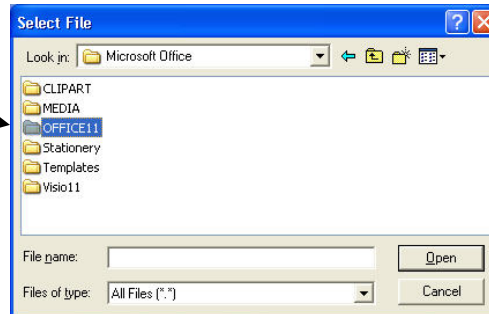 Select File
Look in: Microsoft Office
CLIPART
MEDIA
OFFICE11
Stationery
Templates
Visio11
File name: Open
Files of type: All Files (*.*) Cancel